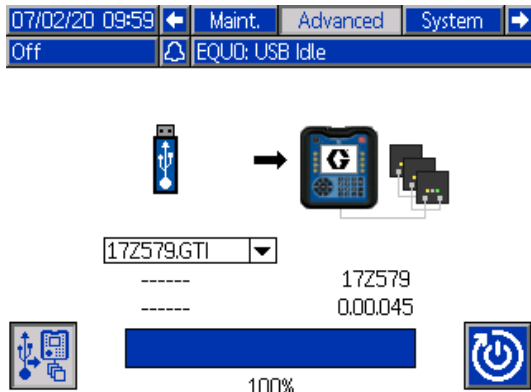 07/02/20 09:59 Maint. Advanced System
Off EQU0: USB Idle
G
17Z579.GTI
------ 17Z579
------ 0.00.045
100%